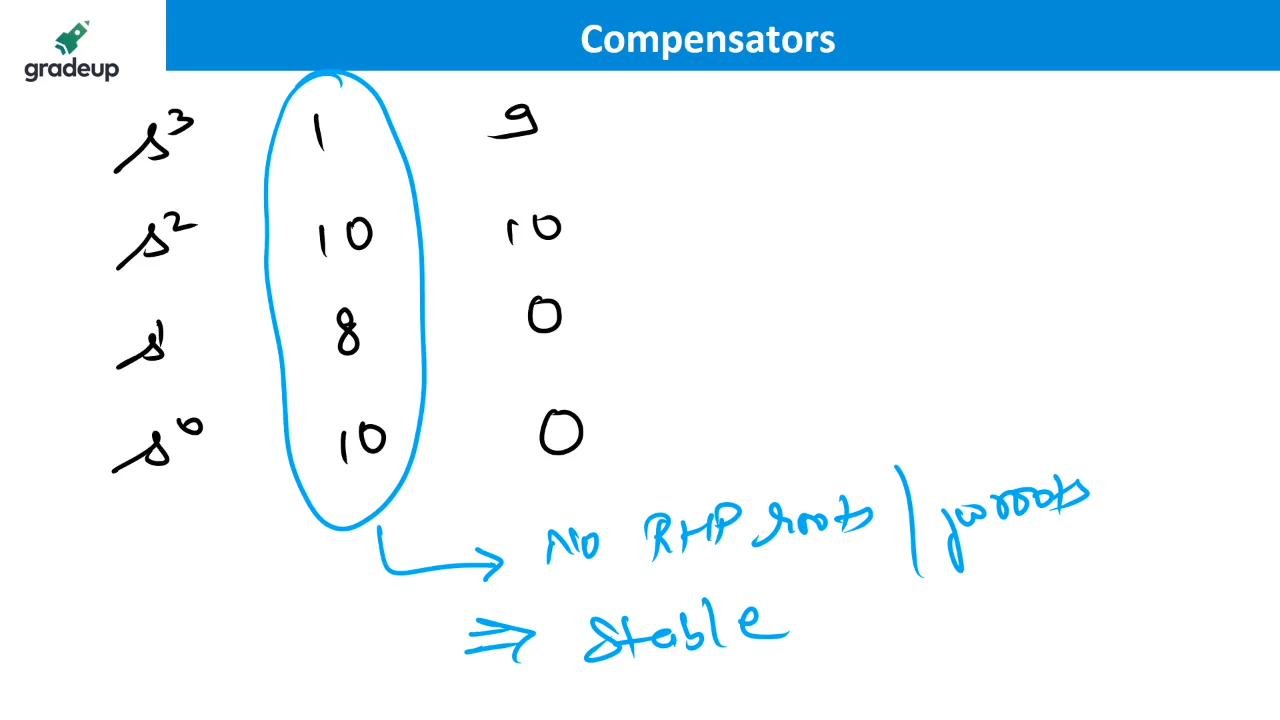 gradeup
Compensators
s³ 1 9
s² 10 10
s¹ 8 0
s⁰ 10 0
No RHP roots / jω roots
⇒ Stable